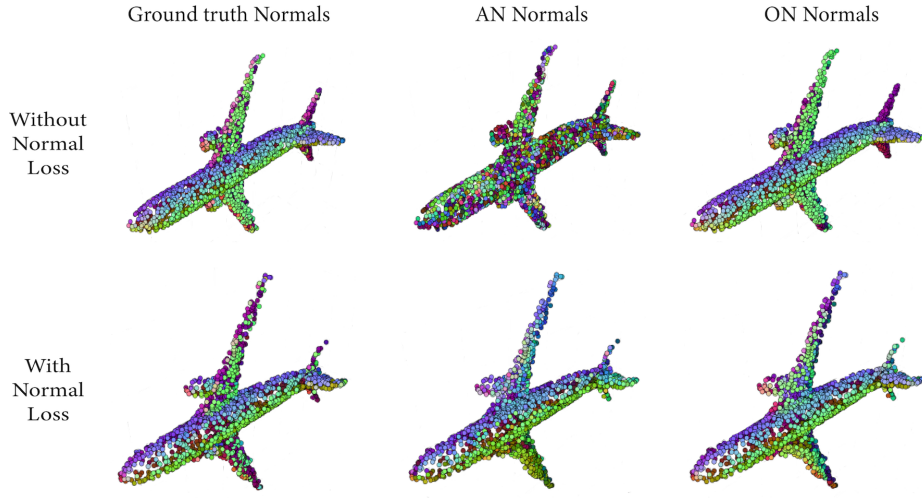 Ground truth Normals
AN Normals
ON Normals
Without
Normal
Loss
With
Normal
Loss